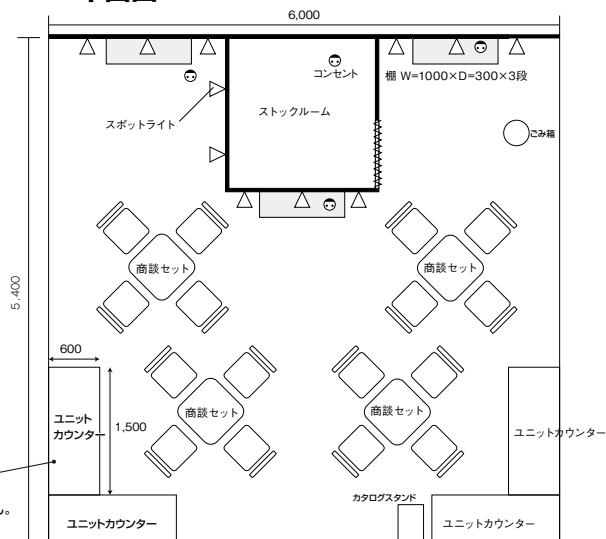 6,000
コンセント
棚 W=1000×D=300×3段
スポットライト
ストックルーム
ごみ箱
5,400
商談セット
商談セット
600
1,500
ユニット
カウンター
商談セット
商談セット
ユニットカウンター
カタログスタンド
ユニットカウンター
ユニットカウンター